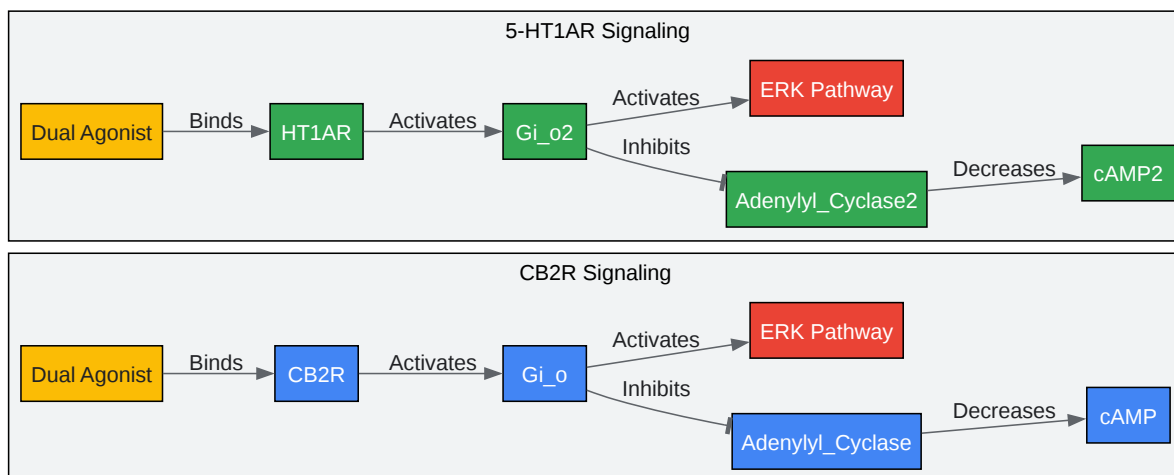 5-HT1AR Signaling
Dual Agonist
Binds
HT1AR
Activates
Gi_o2
Activates
ERK Pathway
Inhibits
Adenylyl_Cyclase2
Decreases
cAMP2
CB2R Signaling
Dual Agonist
Binds
CB2R
Activates
Gi_o
Activates
ERK Pathway
Inhibits
Adenylyl_Cyclase
Decreases
cAMP